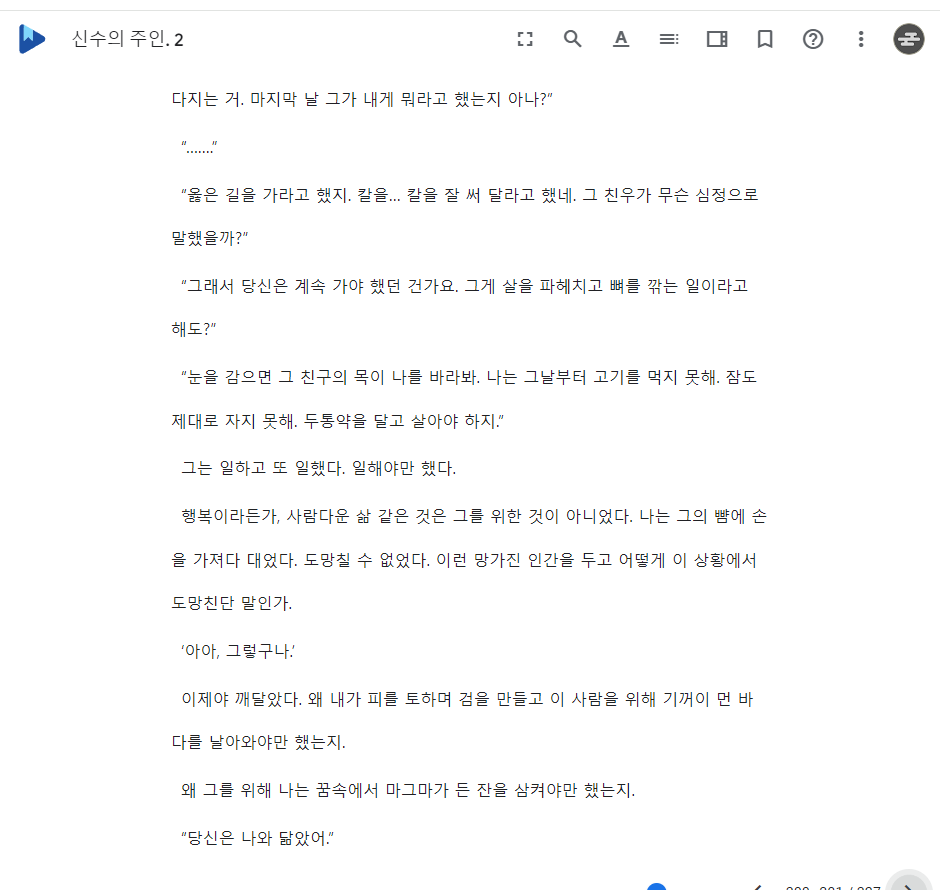 신수의 주인. 2
다지는 거. 마지막 날 그가 내게 뭐라고 했는지 아나?”
“.......”
“옳은 길을 가라고 했지. 칼을... 칼을 잘 써 달라고 했네. 그 친우가 무슨 심정으로
말했을까?”
“그래서 당신은 계속 가야 했던 건가요. 그게 살을 파헤치고 뼈를 깎는 일이라고
해도?”
“눈을 감으면 그 친구의 목이 나를 바라봐. 나는 그날부터 고기를 먹지 못해. 잠도
제대로 자지 못해. 두통약을 달고 살아야 하지.”
그는 일하고 또 일했다. 일해야만 했다.
행복이라든가, 사람다운 삶 같은 것은 그를 위한 것이 아니었다. 나는 그의 뺨에 손
을 가져다 대었다. 도망칠 수 없었다. 이런 망가진 인간을 두고 어떻게 이 상황에서
도망친단 말인가.
‘아아, 그렇구나.’
이제야 깨달았다. 왜 내가 피를 토하며 검을 만들고 이 사람을 위해 기꺼이 먼 바
다를 날아와야만 했는지.
왜 그를 위해 나는 꿈속에서 마그마가 든 잔을 삼켜야만 했는지.
“당신은 나와 닮았어.”